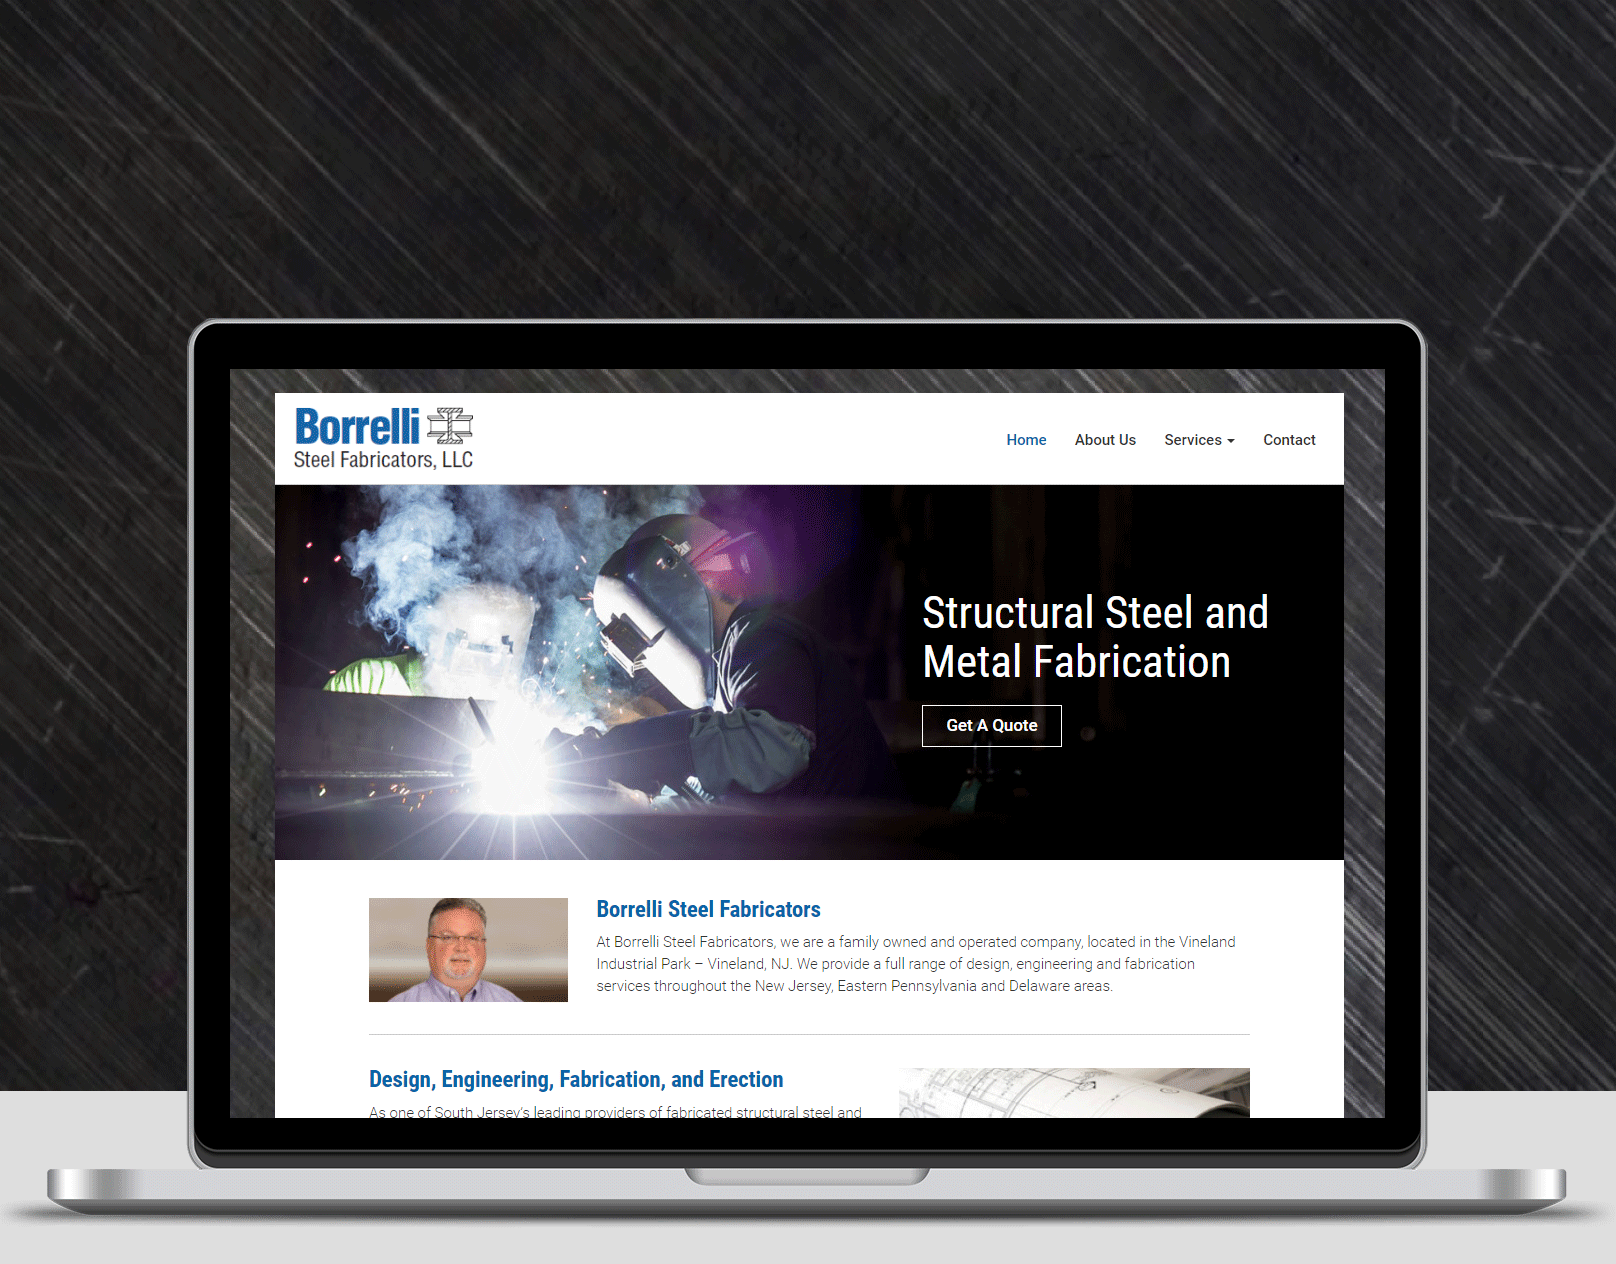 Borrelli
Steel Fabricators, LLC
Home About Us Services Contact
Structural Steel and
Metal Fabrication
Get A Quote
Borrelli Steel Fabricators
At Borrelli Steel Fabricators, we are a family owned and operated company, located in the Vineland
Industrial Park – Vineland, NJ. We provide a full range of design, engineering and fabrication
services throughout the New Jersey, Eastern Pennsylvania and Delaware areas.
Design, Engineering, Fabrication, and Erection
As one of South Jersey's leading providers of fabricated structural steel and